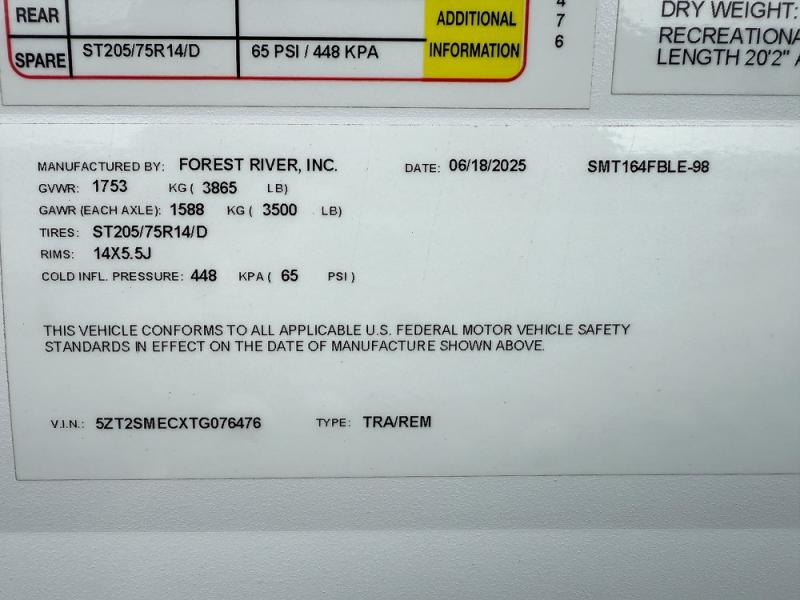 REAR
SPARE ST205/75R14/D 65 PSI / 448 KPA
ADDITIONAL
INFORMATION
7
6
DRY WEIGHT:
RECREATIONA
LENGTH 20'2"
MANUFACTURED BY: FOREST RIVER, INC. DATE: 06/18/2025 SMT164FBLE-98
GVWR: 1753 KG ( 3865 LB)
GAWR (EACH AXLE): 1588 KG ( 3500 LB)
TIRES: ST205/75R14/D
RIMS: 14X5.5J
COLD INFL. PRESSURE: 448 KPA ( 65 PSI )
THIS VEHICLE CONFORMS TO ALL APPLICABLE U.S. FEDERAL MOTOR VEHICLE SAFETY
STANDARDS IN EFFECT ON THE DATE OF MANUFACTURE SHOWN ABOVE.
V.I.N.: 5ZT2SMECXTG076476 TYPE: TRA/REM